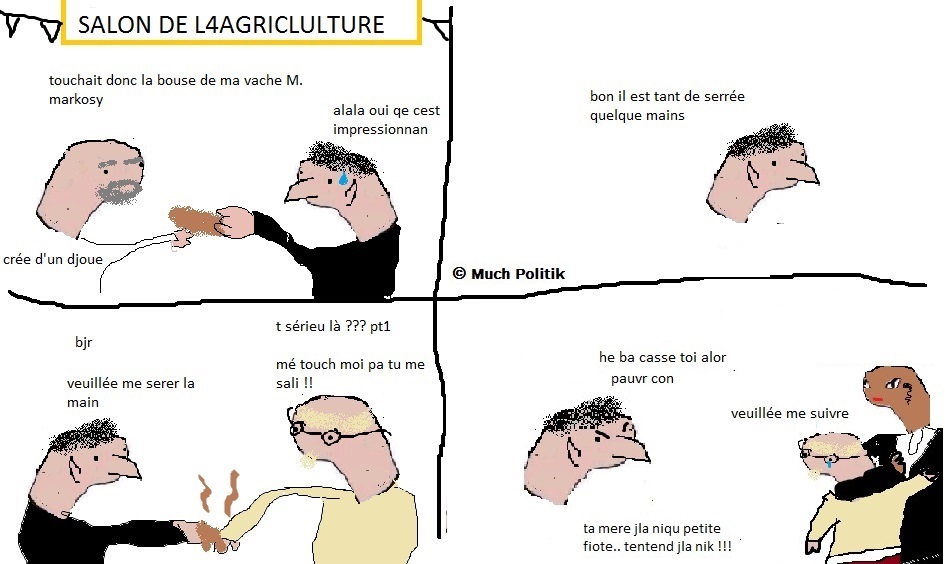 SALON DE L4AGRICLULTURE
touchait donc la bouse de ma vache M.
markosy
alala oui qe cest
impressionnan
crée d'un djoue
bon il est tant de serrée
quelque mains
© Much Politik
bjr
veuillée me serer la
main
t sérieu là ??? pt1
mé touch moi pa tu me
sali !!
he ba casse toi alor
pauvr con
veuillée me suivre
ta mere jla niqu petite
fiote.. tentend jla nik !!!